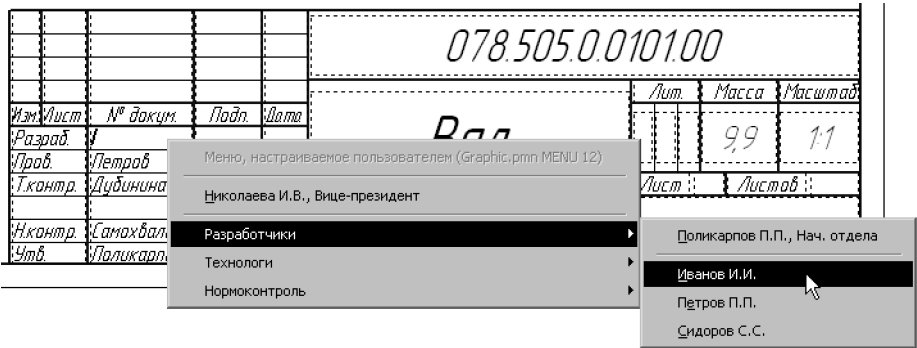 078.505.0.0101.00
Лит. Масса Масштаб
Изм. Лист № докум. Подп. Дата
Вал
9,9 1:1
Разраб.
Пров. Петров
Т.контр. Дубинина
Лист Листов
Н.контр. Самохвал
Утв. Поликарп
Меню, настраиваемое пользователем (Graphic.pmn MENU 12)
Николаева И.В., Вице-президент
Разработчики
Технологи
Нормоконтроль
Поликарпов П.П., Нач. отдела
Иванов И.И.
Петров П.П.
Сидоров С.С.